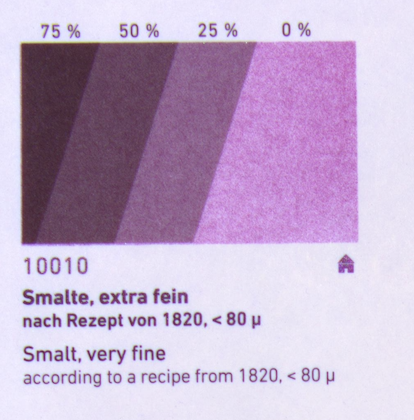 75 % 50 % 25 % 0 %
10010
Smalte, extra fein
nach Rezept von 1820, < 80 µ
Smalt, very fine
according to a recipe from 1820, < 80 µ